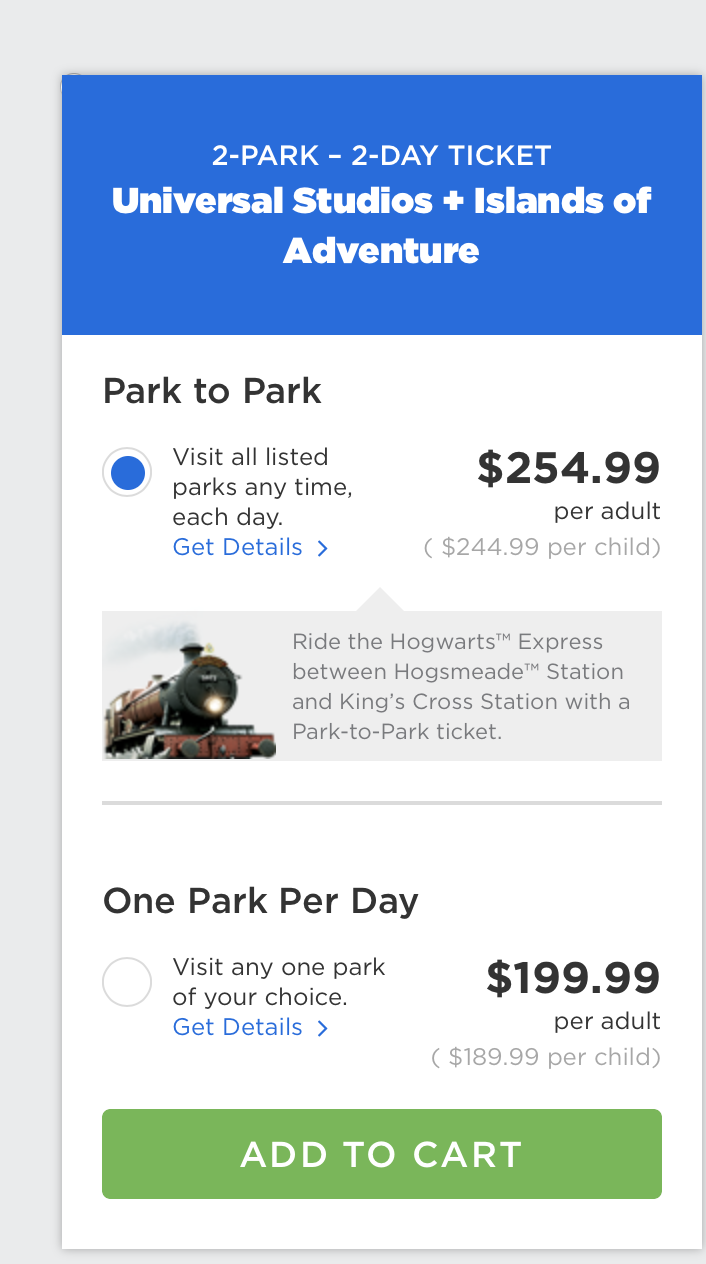 2-PARK – 2-DAY TICKET
Universal Studios + Islands of
Adventure
Park to Park
Visit all listed
parks any time,
each day.
Get Details >
$254.99
per adult
( $244.99 per child)
Ride the Hogwarts™ Express
between Hogsmeade™ Station
and King’s Cross Station with a
Park-to-Park ticket.
One Park Per Day
Visit any one park
of your choice.
Get Details >
$199.99
per adult
( $189.99 per child)
ADD TO CART